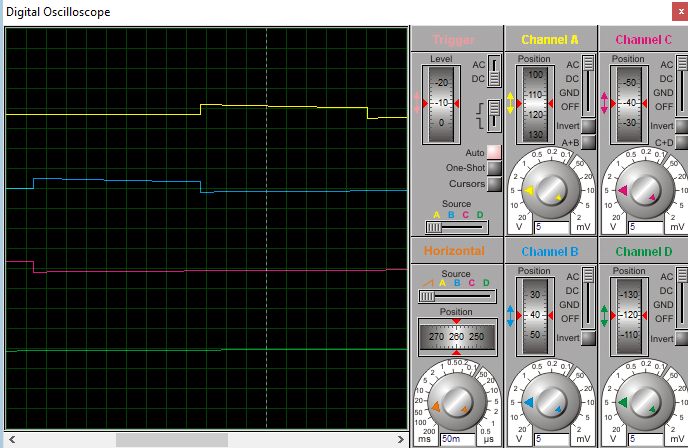 Digital Oscilloscope
x
Trigger
Level
AC
DC
-20
-10
0
Auto
One-Shot
Cursors
Source
A B C D
Channel A
Position
100
110
120
130
AC
DC
GND
OFF
Invert
A+B
2 1 0.5 0.2 0.1
5 50
10 20
20 10
5
2
V 5 mV
Channel C
Position
-50
-40
-30
AC
DC
GND
OFF
Invert
C+D
2 1 0.5 0.2 0.1
5 50
10 20
20 10
5
2
V 5 mV
Horizontal
Source
A B C D
Position
270 260 250
1 0.5 0.2 0.1
2 50
5 20
10 10
20 5
50 2
100 1
200 0.5
ms 50m µs
Channel B
Position
30
40
50
AC
DC
GND
OFF
Invert
2 1 0.5 0.2 0.1
5 50
10 20
20 10
5
2
V 5 mV
Channel D
Position
-130
-120
-110
AC
DC
GND
OFF
Invert
2 1 0.5 0.2 0.1
5 50
10 20
20 10
5
2
V 5 mV